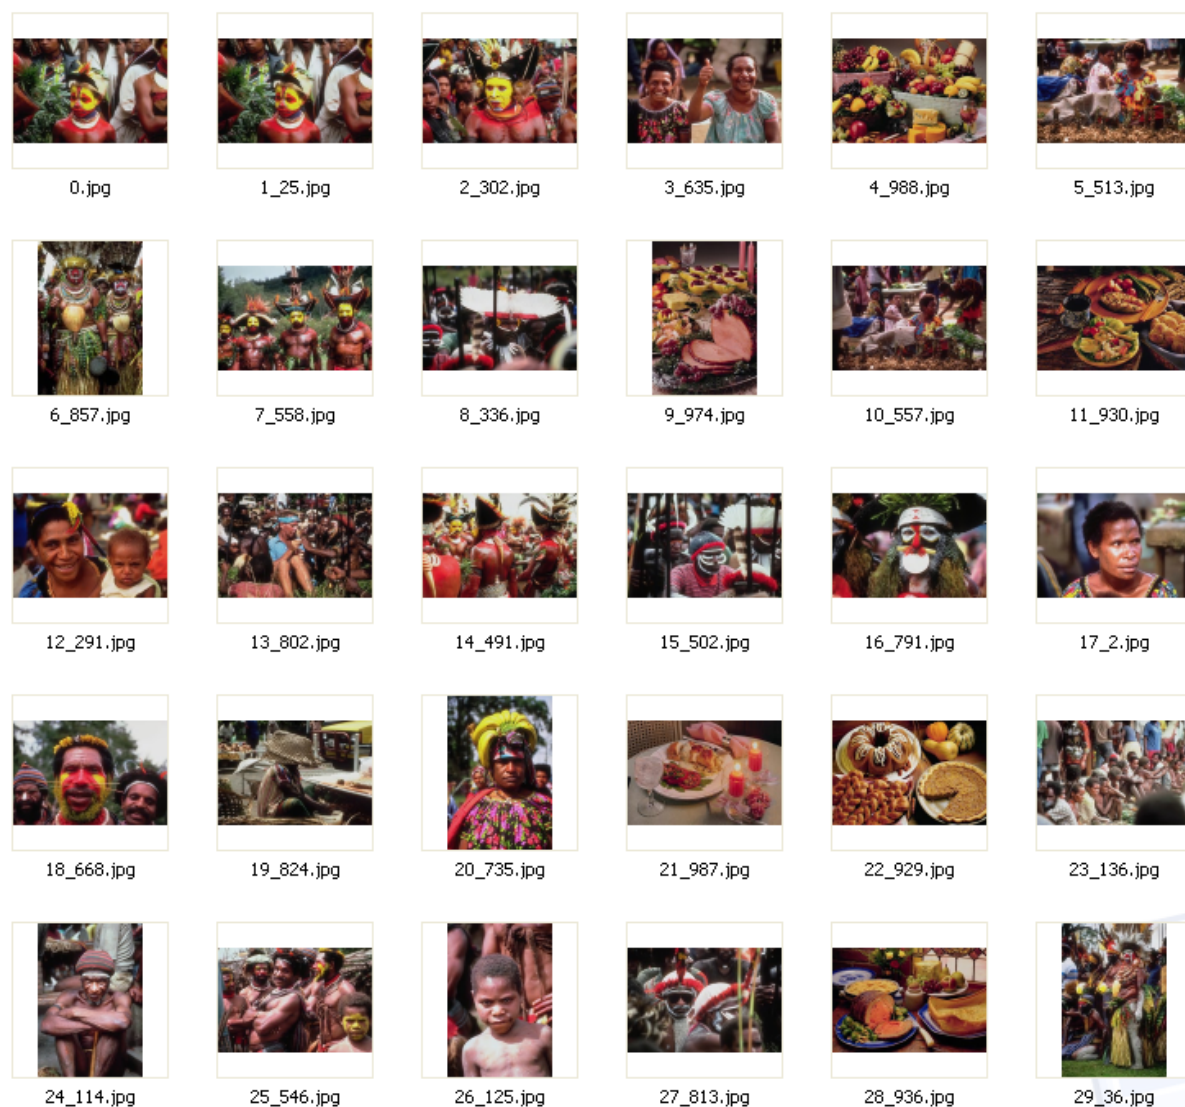 0.jpg 1_25.jpg 2_302.jpg 3_635.jpg 4_988.jpg 5_513.jpg
6_857.jpg 7_558.jpg 8_336.jpg 9_974.jpg 10_557.jpg 11_930.jpg
12_291.jpg 13_802.jpg 14_491.jpg 15_502.jpg 16_791.jpg 17_2.jpg
18_668.jpg 19_824.jpg 20_735.jpg 21_987.jpg 22_929.jpg 23_136.jpg
24_114.jpg 25_546.jpg 26_125.jpg 27_813.jpg 28_936.jpg 29_36.jpg